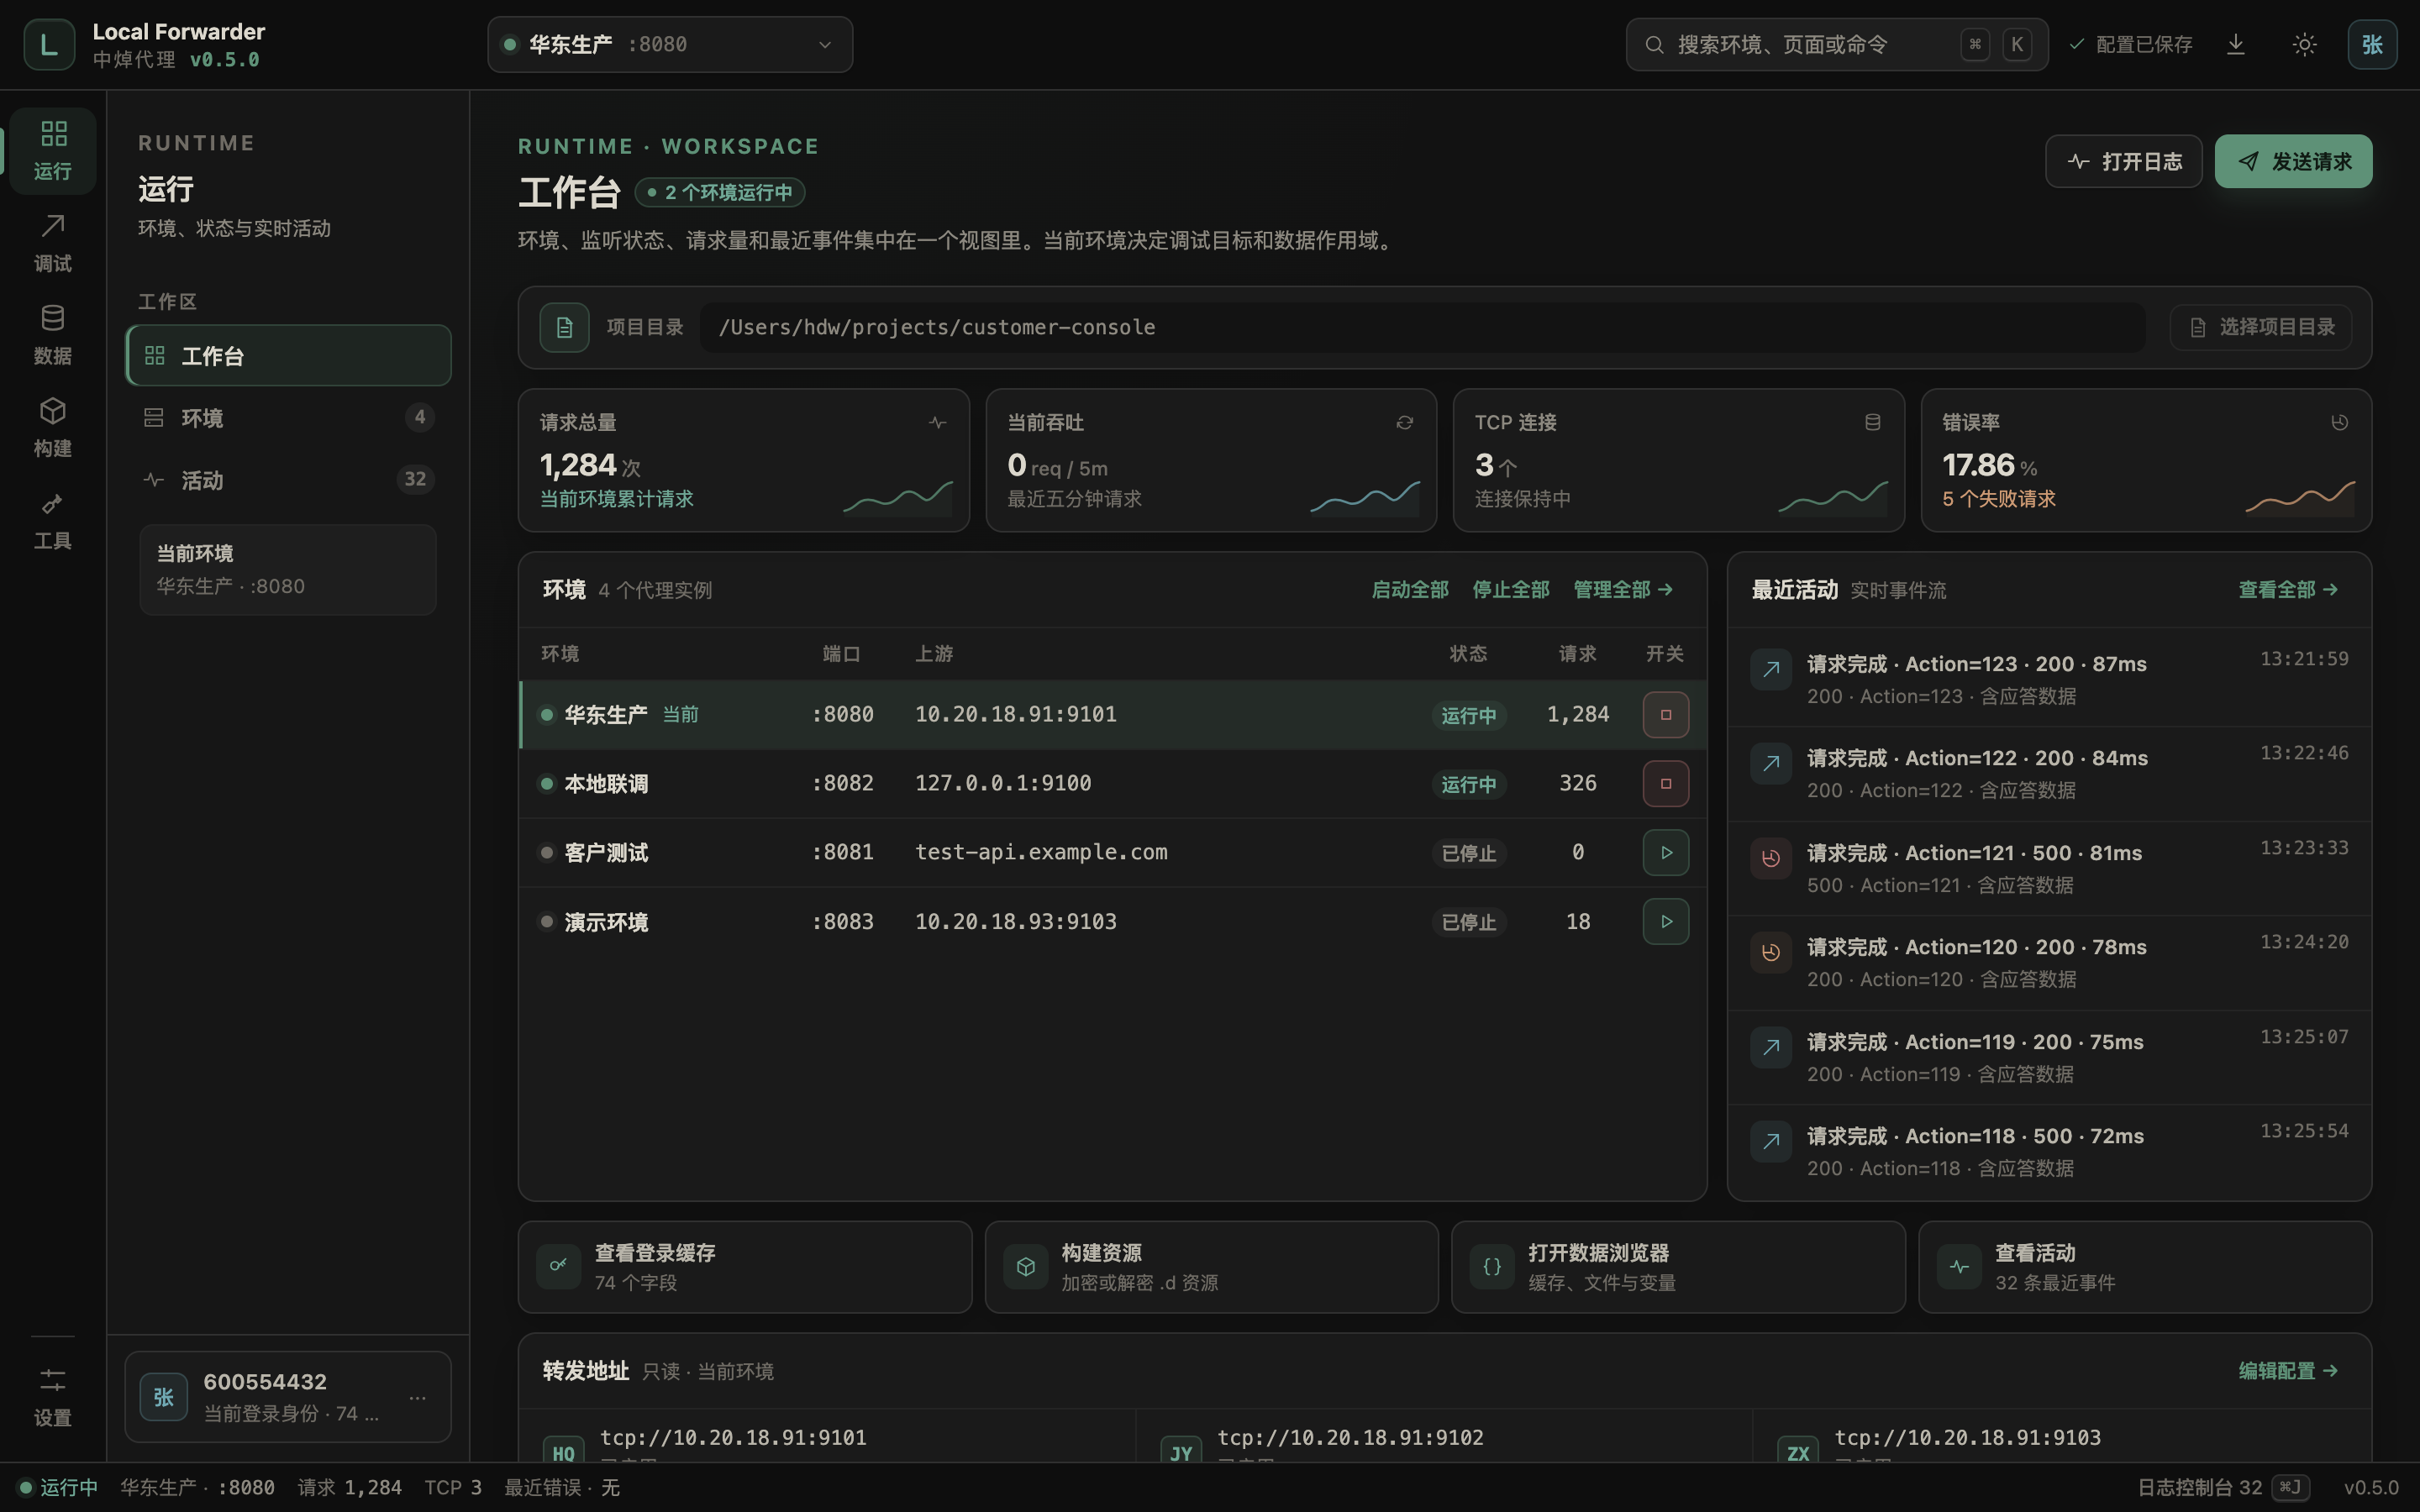 L
Local Forwarder
中焯代理 v0.5.0
华东生产 :8080
搜索环境、页面或命令 ⌘ K
配置已保存
张
运行
调试
数据
构建
工具
设置
RUNTIME
运行
环境、状态与实时活动
工作区
工作台
环境 4
活动 32
当前环境
华东生产 · :8080
张
600554432
当前登录身份 · 74 ...
RUNTIME · WORKSPACE
工作台 2 个环境运行中
环境、监听状态、请求量和最近事件集中在一个视图里。当前环境决定调试目标和数据作用域。
打开日志
发送请求
项目目录 /Users/hdw/projects/customer-console 选择项目目录
请求总量
1,284 次
当前环境累计请求
当前吞吐
0 req / 5m
最近五分钟请求
TCP 连接
3 个
连接保持中
错误率
17.86 %
5 个失败请求
环境 4 个代理实例 启动全部 停止全部 管理全部 →
环境 端口 上游 状态 请求 开关
华东生产 当前 :8080 10.20.18.91:9101 运行中 1,284
本地联调 :8082 127.0.0.1:9100 运行中 326
客户测试 :8081 test-api.example.com 已停止 0
演示环境 :8083 10.20.18.93:9103 已停止 18
最近活动 实时事件流 查看全部 →
请求完成 · Action=123 · 200 · 87ms 13:21:59
200 · Action=123 · 含应答数据
请求完成 · Action=122 · 200 · 84ms 13:22:46
200 · Action=122 · 含应答数据
请求完成 · Action=121 · 500 · 81ms 13:23:33
500 · Action=121 · 含应答数据
请求完成 · Action=120 · 200 · 78ms 13:24:20
200 · Action=120 · 含应答数据
请求完成 · Action=119 · 200 · 75ms 13:25:07
200 · Action=119 · 含应答数据
请求完成 · Action=118 · 500 · 72ms 13:25:54
200 · Action=118 · 含应答数据
查看登录缓存
74 个字段
构建资源
加密或解密 .d 资源
打开数据浏览器
缓存、文件与变量
查看活动
32 条最近事件
转发地址 只读 · 当前环境 编辑配置 →
HQ tcp://10.20.18.91:9101
JY tcp://10.20.18.91:9102
ZX tcp://10.20.18.91:9103
运行中 华东生产 · :8080 请求 1,284 TCP 3 最近错误 · 无
日志控制台 32 ⌘J v0.5.0